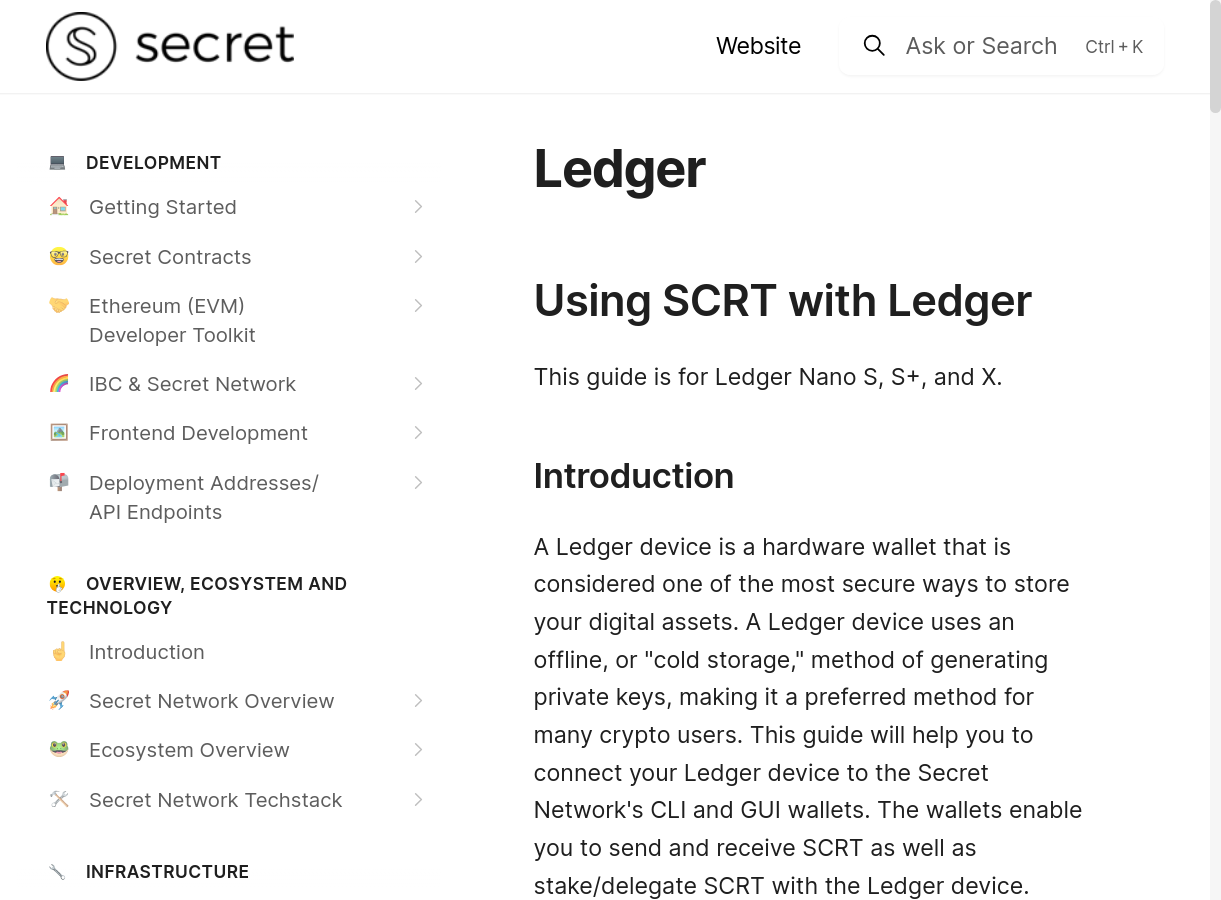 secret
Website
Ask or Search
Ctrl + K
DEVELOPMENT
Getting Started
Secret Contracts
Ethereum (EVM)
Developer Toolkit
IBC & Secret Network
Frontend Development
Deployment Addresses/
API Endpoints
OVERVIEW, ECOSYSTEM AND
TECHNOLOGY
Introduction
Secret Network Overview
Ecosystem Overview
Secret Network Techstack
INFRASTRUCTURE
Ledger
Using SCRT with Ledger
This guide is for Ledger Nano S, S+, and X.
Introduction
A Ledger device is a hardware wallet that is
considered one of the most secure ways to store
your digital assets. A Ledger device uses an
offline, or "cold storage," method of generating
private keys, making it a preferred method for
many crypto users. This guide will help you to
connect your Ledger device to the Secret
Network's CLI and GUI wallets. The wallets enable
you to send and receive SCRT as well as
stake/delegate SCRT with the Ledger device.